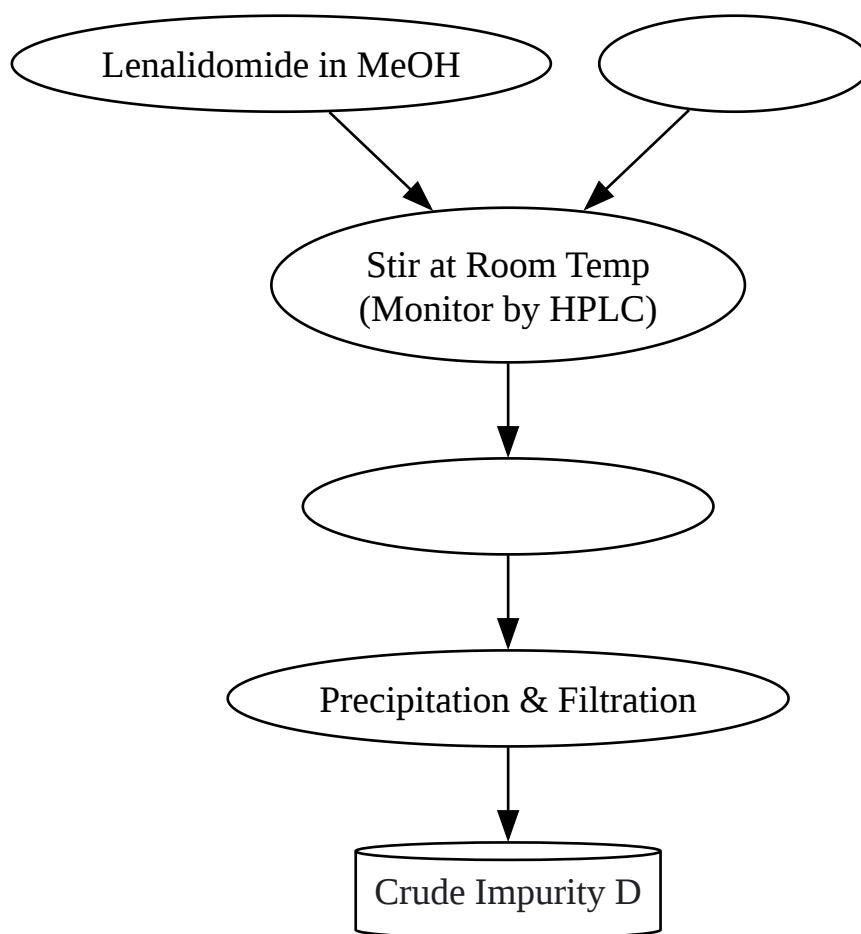 Lenalidomide in MeOH
Stir at Room Temp
(Monitor by HPLC)
Precipitation & Filtration
Crude Impurity D